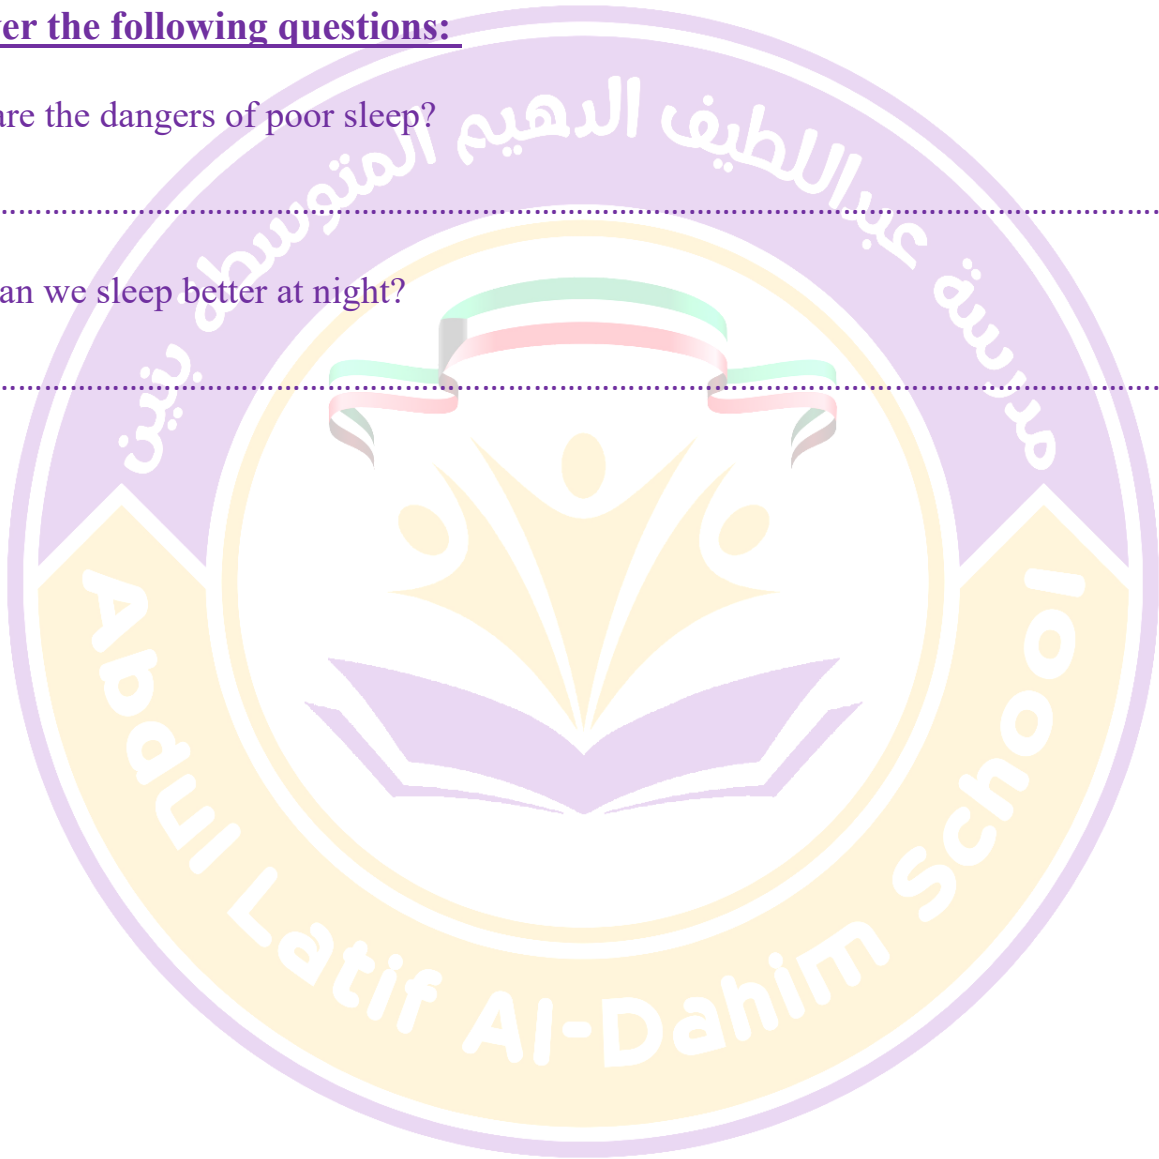 er the following questions:
are the dangers of poor sleep?
an we sleep better at night?
مدرسة عبداللطيف الدهيم المتوسطة بنين
Abdul Latif Al-Dahim School